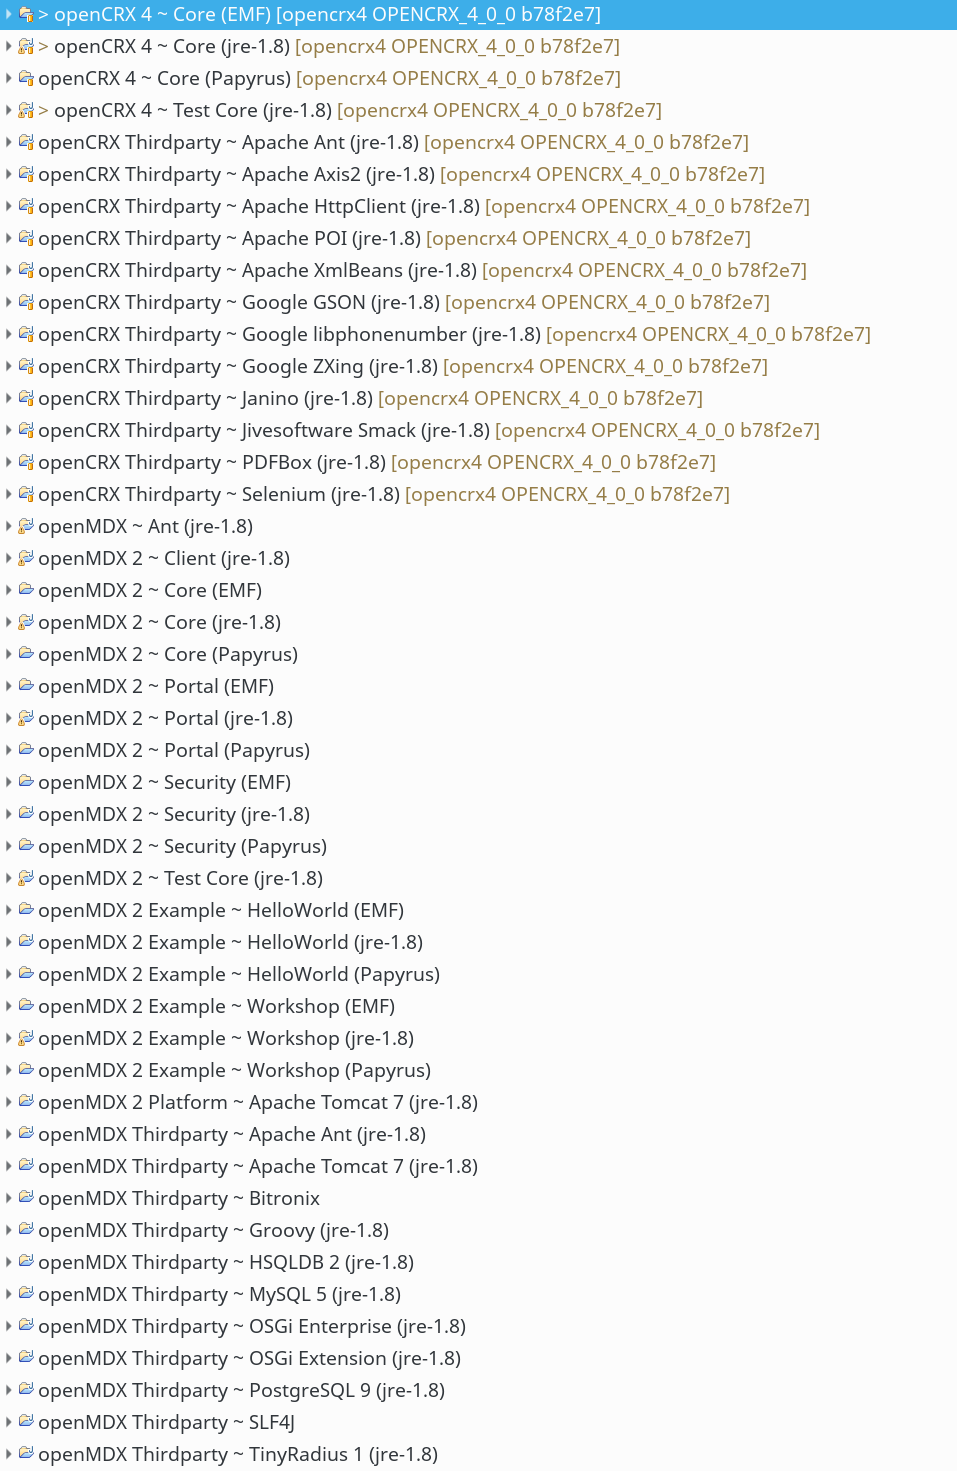 > openCRX 4 ~ Core (EMF) [opencrx4 OPENCRX_4_0_0 b78f2e7]
> openCRX 4 ~ Core (jre-1.8) [opencrx4 OPENCRX_4_0_0 b78f2e7]
openCRX 4 ~ Core (Papyrus) [opencrx4 OPENCRX_4_0_0 b78f2e7]
> openCRX 4 ~ Test Core (jre-1.8) [opencrx4 OPENCRX_4_0_0 b78f2e7]
openCRX Thirdparty ~ Apache Ant (jre-1.8) [opencrx4 OPENCRX_4_0_0 b78f2e7]
openCRX Thirdparty ~ Apache Axis2 (jre-1.8) [opencrx4 OPENCRX_4_0_0 b78f2e7]
openCRX Thirdparty ~ Apache HttpClient (jre-1.8) [opencrx4 OPENCRX_4_0_0 b78f2e7]
openCRX Thirdparty ~ Apache POI (jre-1.8) [opencrx4 OPENCRX_4_0_0 b78f2e7]
openCRX Thirdparty ~ Apache XmlBeans (jre-1.8) [opencrx4 OPENCRX_4_0_0 b78f2e7]
openCRX Thirdparty ~ Google GSON (jre-1.8) [opencrx4 OPENCRX_4_0_0 b78f2e7]
openCRX Thirdparty ~ Google libphonenumber (jre-1.8) [opencrx4 OPENCRX_4_0_0 b78f2e7]
openCRX Thirdparty ~ Google ZXing (jre-1.8) [opencrx4 OPENCRX_4_0_0 b78f2e7]
openCRX Thirdparty ~ Janino (jre-1.8) [opencrx4 OPENCRX_4_0_0 b78f2e7]
openCRX Thirdparty ~ Jivesoftware Smack (jre-1.8) [opencrx4 OPENCRX_4_0_0 b78f2e7]
openCRX Thirdparty ~ PDFBox (jre-1.8) [opencrx4 OPENCRX_4_0_0 b78f2e7]
openCRX Thirdparty ~ Selenium (jre-1.8) [opencrx4 OPENCRX_4_0_0 b78f2e7]
openMDX ~ Ant (jre-1.8)
openMDX 2 ~ Client (jre-1.8)
openMDX 2 ~ Core (EMF)
openMDX 2 ~ Core (jre-1.8)
openMDX 2 ~ Core (Papyrus)
openMDX 2 ~ Portal (EMF)
openMDX 2 ~ Portal (jre-1.8)
openMDX 2 ~ Portal (Papyrus)
openMDX 2 ~ Security (EMF)
openMDX 2 ~ Security (jre-1.8)
openMDX 2 ~ Security (Papyrus)
openMDX 2 ~ Test Core (jre-1.8)
openMDX 2 Example ~ HelloWorld (EMF)
openMDX 2 Example ~ HelloWorld (jre-1.8)
openMDX 2 Example ~ HelloWorld (Papyrus)
openMDX 2 Example ~ Workshop (EMF)
openMDX 2 Example ~ Workshop (jre-1.8)
openMDX 2 Example ~ Workshop (Papyrus)
openMDX 2 Platform ~ Apache Tomcat 7 (jre-1.8)
openMDX Thirdparty ~ Apache Ant (jre-1.8)
openMDX Thirdparty ~ Apache Tomcat 7 (jre-1.8)
openMDX Thirdparty ~ Bitronix
openMDX Thirdparty ~ Groovy (jre-1.8)
openMDX Thirdparty ~ HSQLDB 2 (jre-1.8)
openMDX Thirdparty ~ MySQL 5 (jre-1.8)
openMDX Thirdparty ~ OSGi Enterprise (jre-1.8)
openMDX Thirdparty ~ OSGi Extension (jre-1.8)
openMDX Thirdparty ~ PostgreSQL 9 (jre-1.8)
openMDX Thirdparty ~ SLF4J
openMDX Thirdparty ~ TinyRadius 1 (jre-1.8)